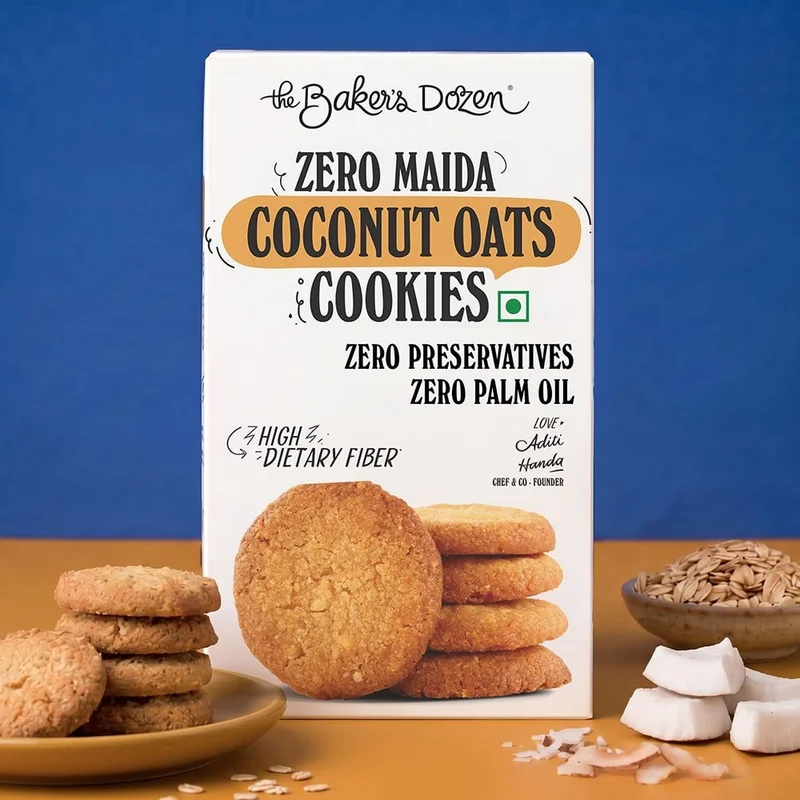 the Baker's Dozen®
ZERO MAIDA
COCONUT OATS
COOKIES
ZERO PRESERVATIVES
ZERO PALM OIL
LOVE
Aditi
Handa
CHEF & CO - FOUNDER
HIGH
DIETARY FIBER